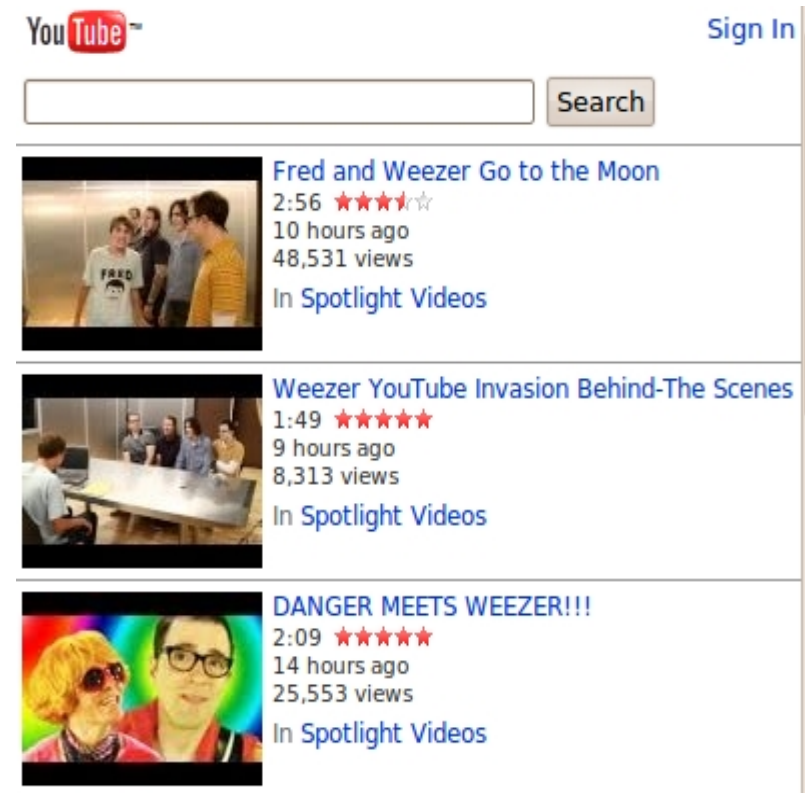 YouTube™
Sign In
Search
Fred and Weezer Go to the Moon
2:56
10 hours ago
48,531 views
In Spotlight Videos
FRED
Weezer YouTube Invasion Behind-The Scenes
1:49
9 hours ago
8,313 views
In Spotlight Videos
DANGER MEETS WEEZER!!!
2:09
14 hours ago
25,553 views
In Spotlight Videos